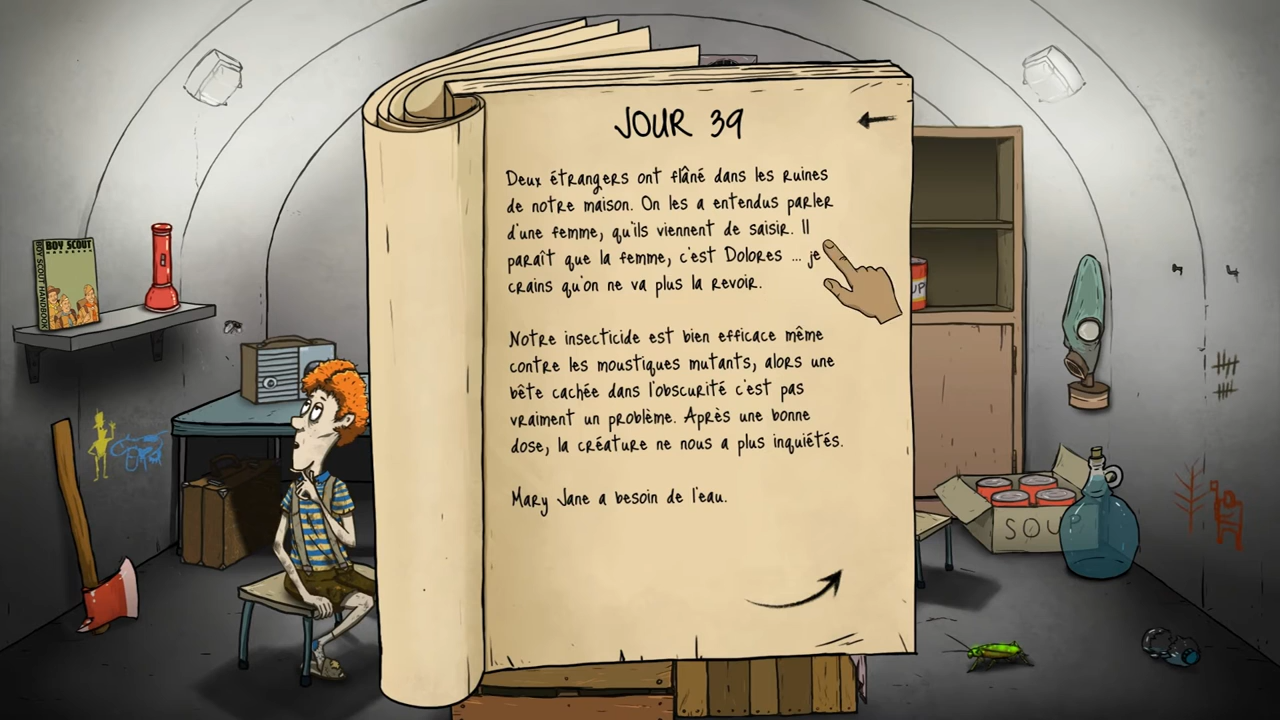 JOUR 39
Deux étrangers ont flâné dans les ruines
de notre maison. On les a entendus parler
d'une femme, qu'ils viennent de saisir. Il
paraît que la femme, c'est Dolores ... je
crains qu'on ne va plus la revoir.
Notre insecticide est bien efficace même
contre les moustiques mutants, alors une
bête cachée dans l'obscurité c'est pas
vraiment un problème. Après une bonne
dose, la créature ne nous a plus inquiétés.
Mary Jane a besoin de l'eau.
BOY SCOUT
BOY SCOUT HANDBOOK
UP
SOUP